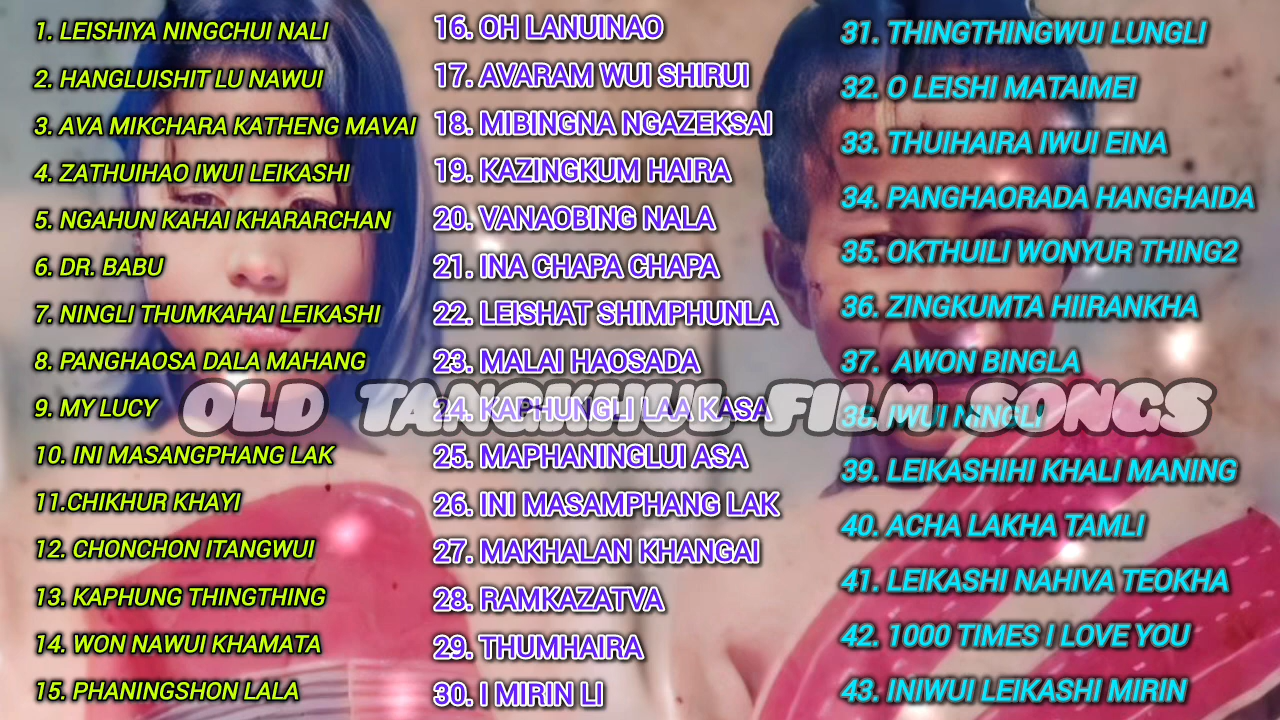 1. LEISHIYA NINGCHUI NALI
2. HANGLUISHIT LU NAWUI
3. AVA MIKCHARA KATHENG MAVAI
4. ZATHUIHAO IWUI LEIKASHI
5. NGAHUN KAHAI KHARARCHAN
6. DR. BABU
7. NINGLI THUMKAHAI LEIKASHI
8. PANGHAOSA DALA MAHANG
9. MY LUCY
10. INI MASANGPHANG LAK
11.CHIKHUR KHAYI
12. CHONCHON ITANGWUI
13. KAPHUNG THINGTHING
14. WON NAWUI KHAMATA
15. PHANINGSHON LALA
16. OH LANUINAO
17. AVARAM WUI SHIRUI
18. MIBINGNA NGAZEKSAI
19. KAZINGKUM HAIRA
20. VANAOBING NALA
21. INA CHAPA CHAPA
22. LEISHAT SHIMPHUNLA
23. MALAI HAOSADA
24. KAPHUNGLI LAA KASA
25. MAPHANINGLUI ASA
26. INI MASAMPHANG LAK
27. MAKHALAN KHANGAI
28. RAMKAZATVA
29. THUMHAIRA
30. I MIRIN LI
31. THINGTHINGWUI LUNGLI
32. O LEISHI MATAIMEI
33. THUIHAIRA IWUI EINA
34. PANGHAORADA HANGHAIDA
35. OKTHUILI WONYUR THING2
36. ZINGKUMTA HIIRANKHA
37. AWON BINGLA
38. IWUI NINGLI
39. LEIKASHIHI KHALI MANING
40. ACHA LAKHA TAMLI
41. LEIKASHI NAHIVA TEOKHA
42. 1000 TIMES I LOVE YOU
43. INIWUI LEIKASHI MIRIN
OLD TANGKHUL FILM SONGS